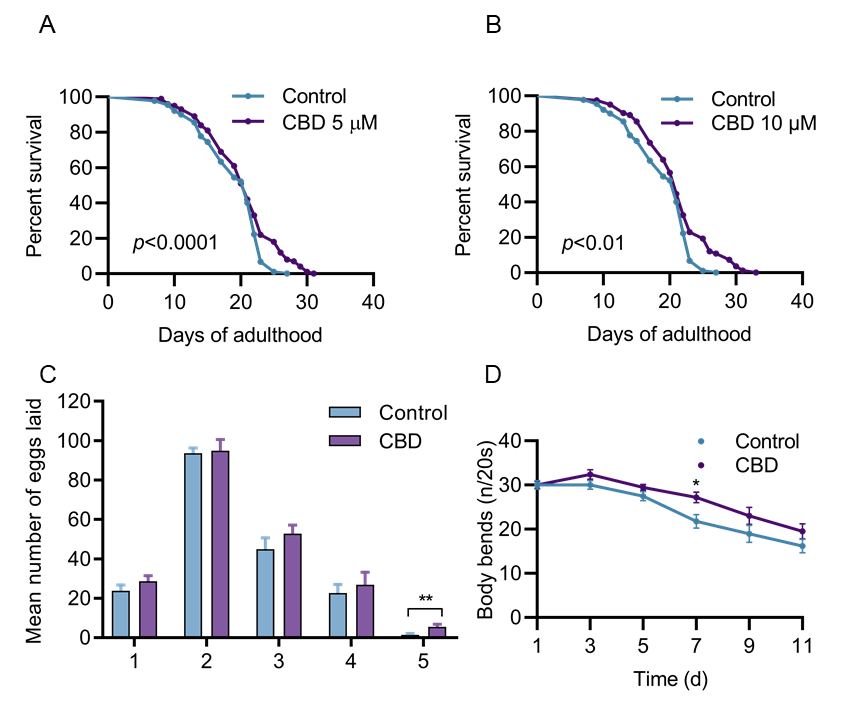 A
Percent survival
100
80
60
40
20
0
0 10 20 30 40
Days of adulthood
Control
CBD 5 μM
p<0.0001
B
Percent survival
100
80
60
40
20
0
0 10 20 30 40
Days of adulthood
Control
CBD 10 μM
p<0.01
C
Mean number of eggs laid
120
100
80
60
40
20
0
1 2 3 4 5
Control
CBD
**
D
Body bends (n/20s)
40
30
20
10
0
1 3 5 7 9 11
Time (d)
Control
CBD
*